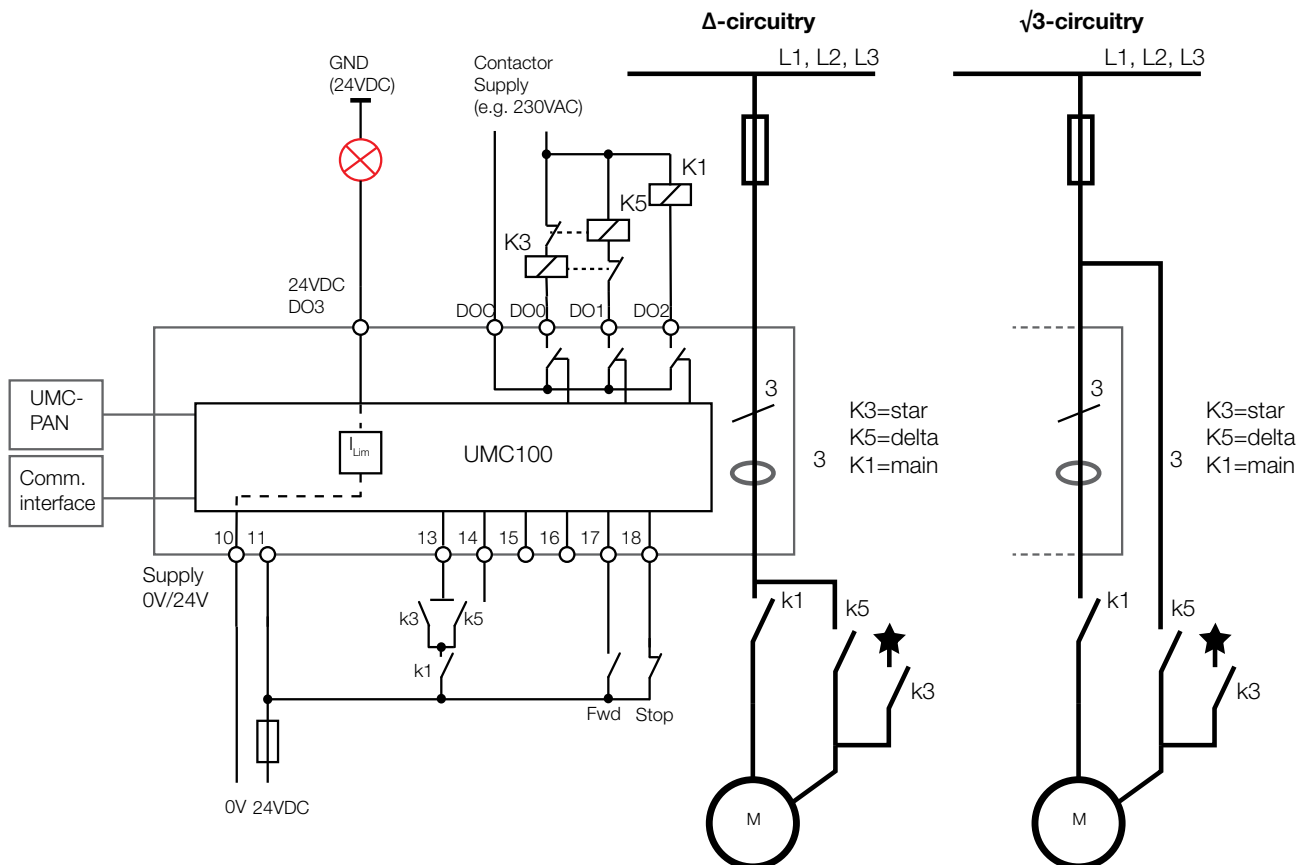 Δ-circuitry
√3-circuitry
L1, L2, L3
L1, L2, L3
GND
(24VDC)
Contactor
Supply
(e.g. 230VAC)
K1
K5
K3
24VDC
DO3
DOC
DO0
DO1
DO2
UMC-
PAN
Comm.
interface
UMC100
I Lim
3
3
K3=star
K5=delta
K1=main
3
3
K3=star
K5=delta
K1=main
10
11
13
14
15
16
17
18
Supply
0V/24V
k3
k5
k1
Fwd
Stop
0V
24VDC
k1
k5
k3
M
k1
k5
k3
M